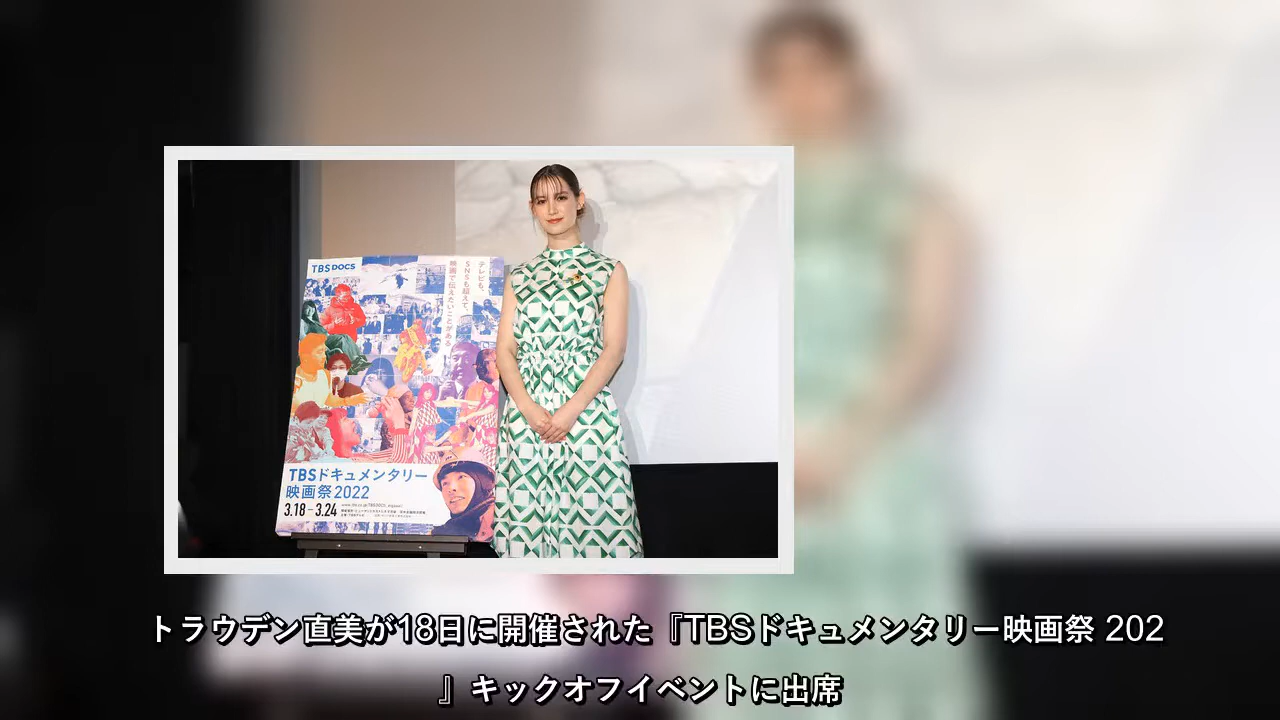 TBS DOCS
テレビも、
SNSも超えて、
映画で伝えたいことがある
TBSドキュメンタリー
映画祭2022
3.18 – 3.24
トラウデン直美が18日に開催された『TBSドキュメンタリー映画祭 202
』キックオフイベントに出席